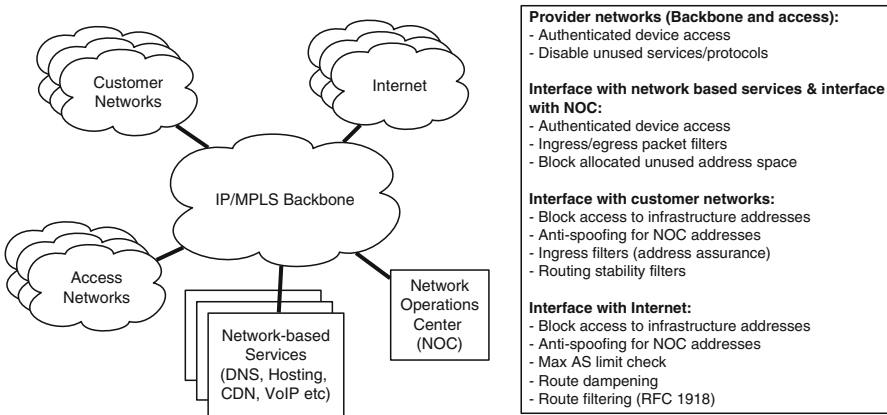 Customer
Networks
Internet
IP/MPLS Backbone
Access
Networks
Network-based
Services
(DNS, Hosting,
CDN, VoIP etc)
Network
Operations
Center
(NOC)
Provider networks (Backbone and access):
- Authenticated device access
- Disable unused services/protocols
Interface with network based services & interface
with NOC:
- Authenticated device access
- Ingress/egress packet filters
- Block allocated unused address space
Interface with customer networks:
- Block access to infrastructure addresses
- Anti-spoofing for NOC addresses
- Ingress filters (address assurance)
- Routing stability filters
Interface with Internet:
- Block access to infrastructure addresses
- Anti-spoofing for NOC addresses
- Max AS limit check
- Route dampening
- Route filtering (RFC 1918)